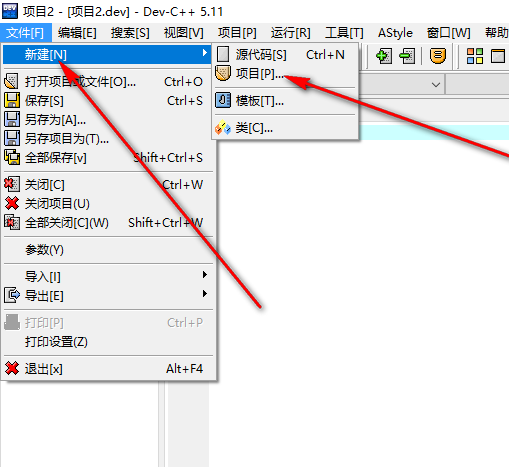 项目2 - [项目2.dev] - Dev-C++ 5.11
文件[F] 编辑[E] 搜索[S] 视图[V] 项目[P] 运行[R] 工具[T] AStyle 窗口[W] 帮助
新建[N]
源代码[S] Ctrl+N
项目[P]...
模板[T]...
类[C]...
打开项目或文件[O]... Ctrl+O
保存[S] Ctrl+S
另存为[A]...
另存项目为(T)...
全部保存[v] Shift+Ctrl+S
关闭[C] Ctrl+W
关闭项目(U)
全部关闭[C](W) Shift+Ctrl+W
参数(Y)
导入[I]
导出[E]
打印[P] Ctrl+P
打印设置(Z)
退出[x] Alt+F4